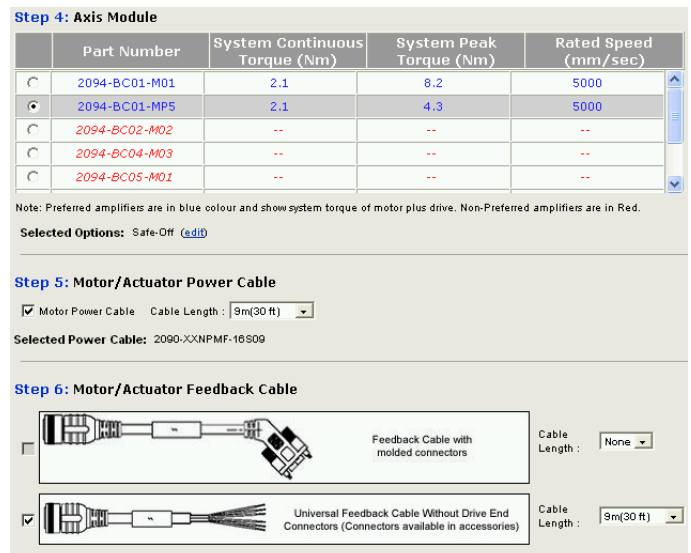 Step 4: Axis Module
Part Number System Continuous Torque (Nm) System Peak Torque (Nm) Rated Speed (mm/sec)
2094-BC01-M01 2.1 8.2 5000
2094-BC01-MP5 2.1 4.3 5000
2094-BC02-M02 -- -- --
2094-BC04-M03 -- -- --
2094-BC05-M01 -- -- --
Note: Preferred amplifiers are in blue colour and show system torque of motor plus drive. Non-Preferred amplifiers are in Red.
Selected Options: Safe-Off (edit)
Step 5: Motor/Actuator Power Cable
Motor Power Cable Cable Length : 9m(30 ft)
Selected Power Cable: 2090-XXNPMF-16S09
Step 6: Motor/Actuator Feedback Cable
Feedback Cable with
molded connectors
Cable
Length : None
Universal Feedback Cable Without Drive End
Connectors (Connectors available in accessories)
Cable
Length : 9m(30 ft)